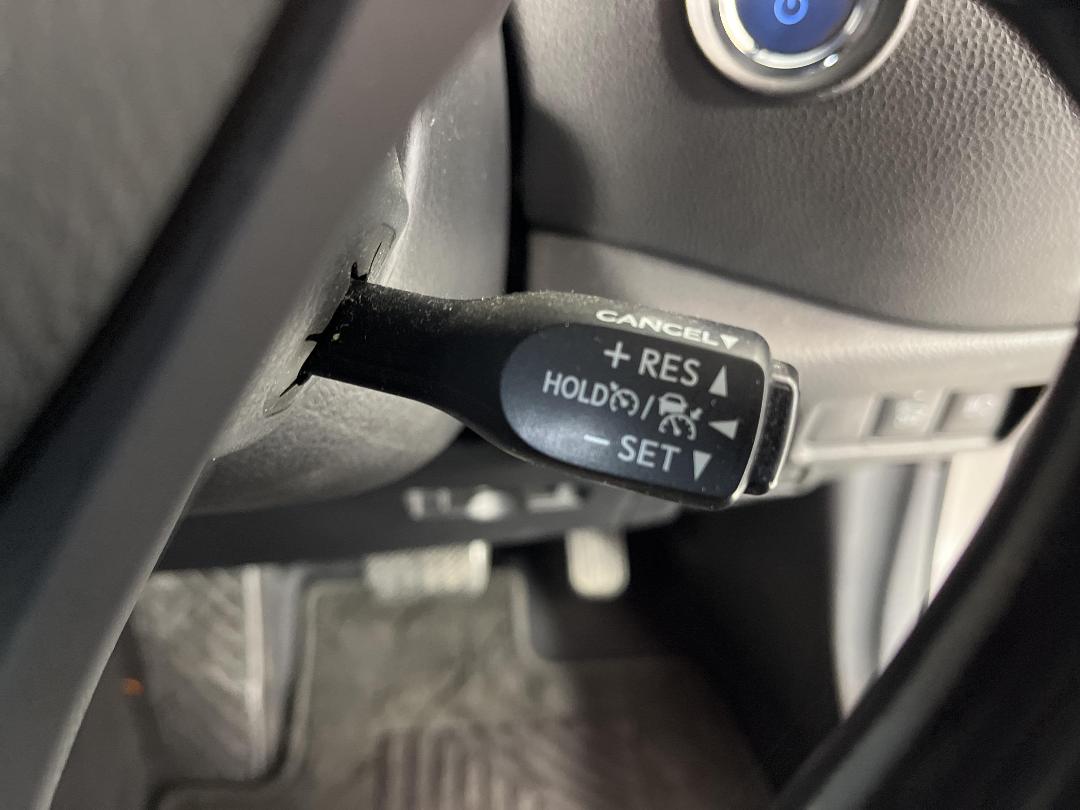 CANCEL▼
+ RES ▲
HOLD / ◀
– SET ▼